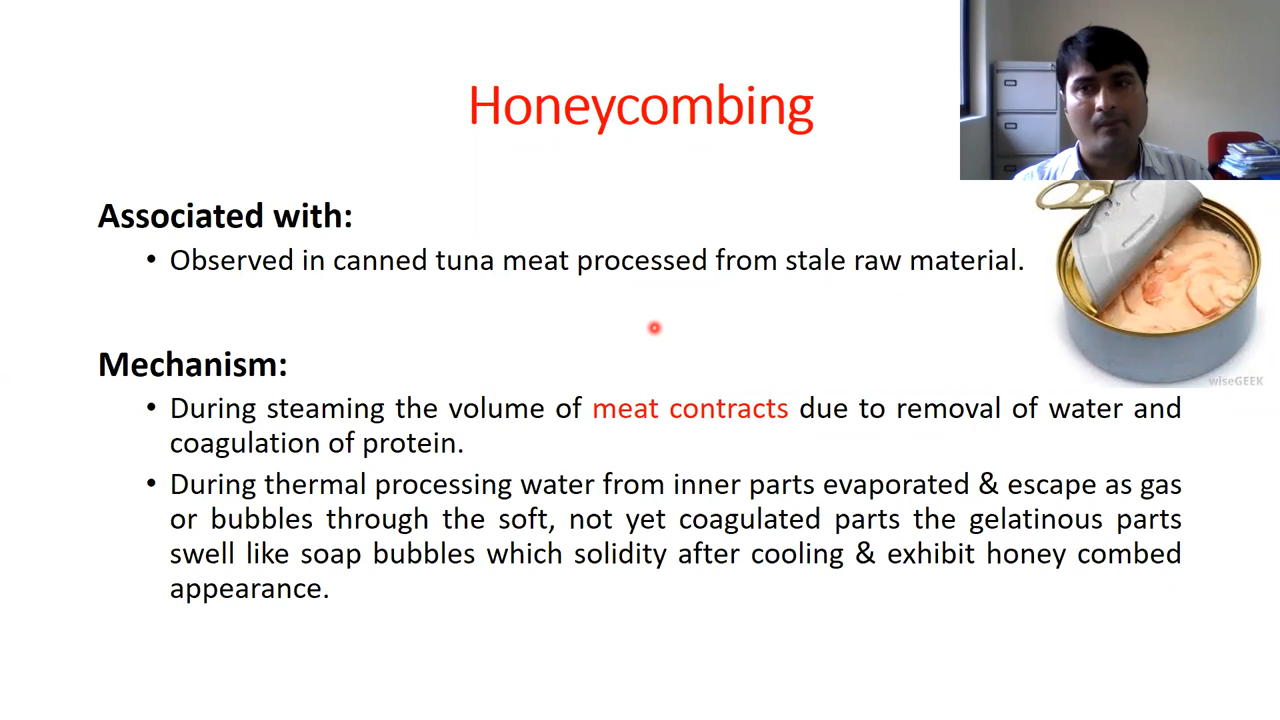 Honeycombing
Associated with:
• Observed in canned tuna meat processed from stale raw material.
wiseGEEK
Mechanism:
• During steaming the volume of meat contracts due to removal of water and
coagulation of protein.
• During thermal processing water from inner parts evaporated & escape as gas
or bubbles through the soft, not yet coagulated parts the gelatinous parts
swell like soap bubbles which solidity after cooling & exhibit honey combed
appearance.